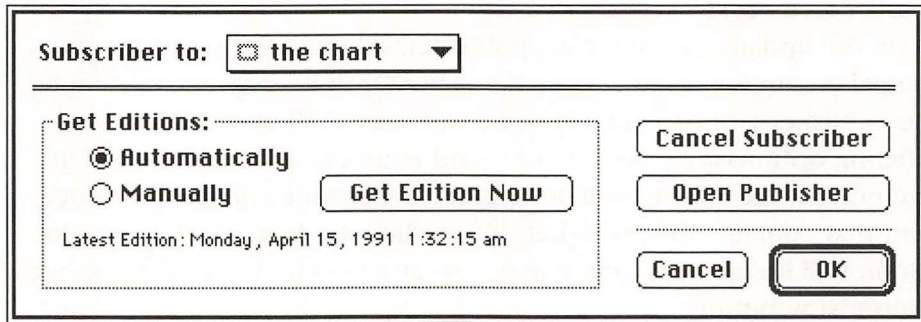 Subscriber to: the chart
Get Editions:
Automatically
Manually
Get Edition Now
Latest Edition: Monday, April 15, 1991 1:32:15 am
Cancel Subscriber
Open Publisher
Cancel
OK